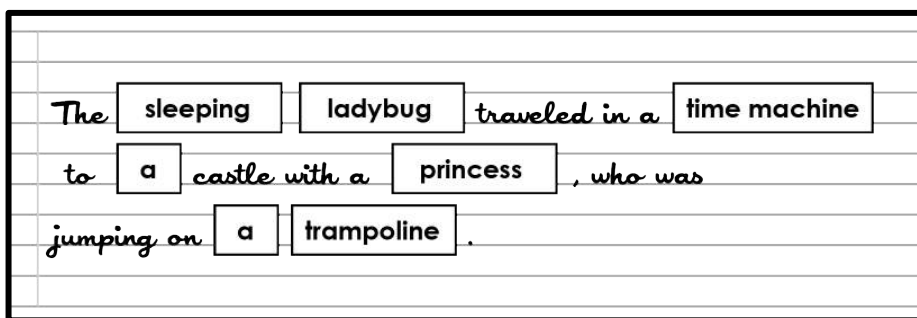 The sleeping ladybug traveled in a time machine
to a castle with a princess, who was
jumping on a trampoline.